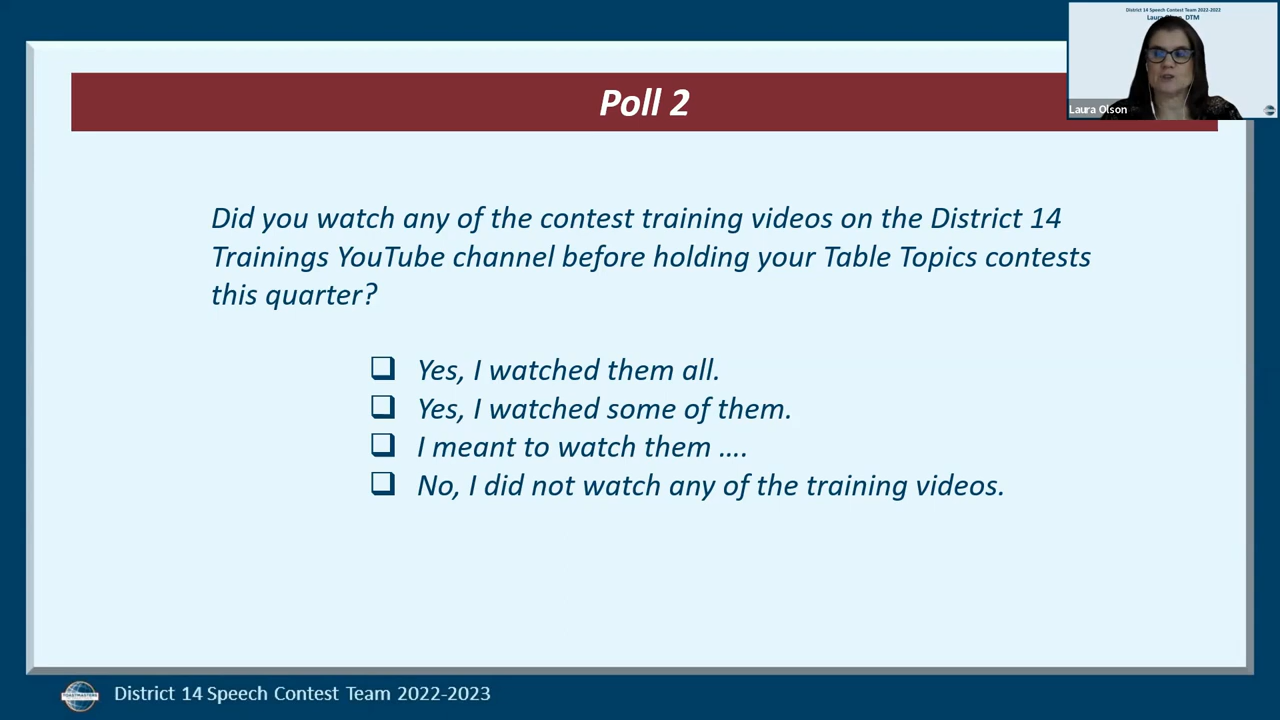 District 14 Speech Contest Team 2022-2022
Laura Olson, DTM
Laura Olson
Poll 2
Did you watch any of the contest training videos on the District 14
Trainings YouTube channel before holding your Table Topics contests
this quarter?
Yes, I watched them all.
Yes, I watched some of them.
I meant to watch them ....
No, I did not watch any of the training videos.
TOASTMASTERS
District 14 Speech Contest Team 2022-2023